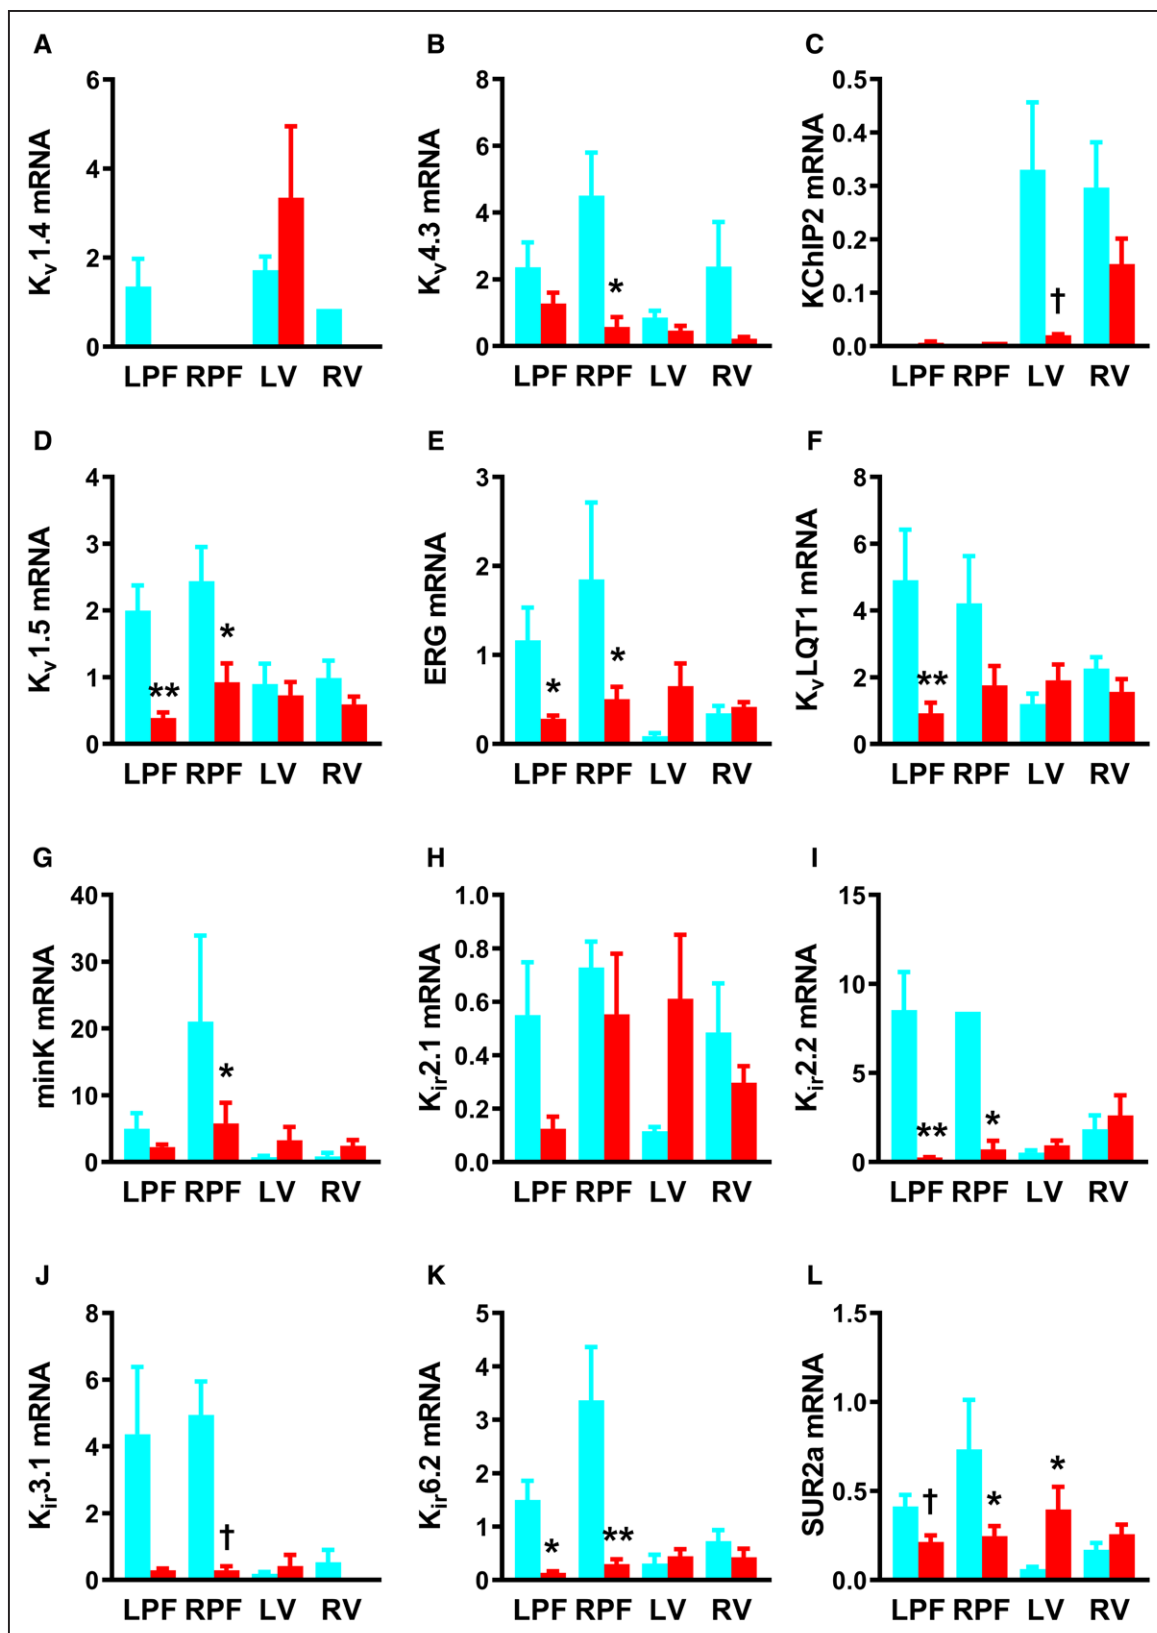 A
Kv1.4 mRNA
6
4
2
0
LPF RPF LV RV
B
Kv4.3 mRNA
8
6
4
2
0
*
LPF RPF LV RV
C
KChIP2 mRNA
0.5
0.4
0.3
0.2
0.1
0.0
†
LPF RPF LV RV
D
Kv1.5 mRNA
4
3
2
1
0
** *
LPF RPF LV RV
E
ERG mRNA
3
2
1
0
* *
LPF RPF LV RV
F
KvLQT1 mRNA
8
6
4
2
0
**
LPF RPF LV RV
G
minK mRNA
40
30
20
10
0
*
LPF RPF LV RV
H
Kir2.1 mRNA
1.0
0.8
0.6
0.4
0.2
0.0
LPF RPF LV RV
I
Kir2.2 mRNA
15
10
5
0
** *
LPF RPF LV RV
J
Kir3.1 mRNA
8
6
4
2
0
†
LPF RPF LV RV
K
Kir6.2 mRNA
5
4
3
2
1
0
* **
LPF RPF LV RV
L
SUR2a mRNA
1.5
1.0
0.5
0.0
† * *
LPF RPF LV RV